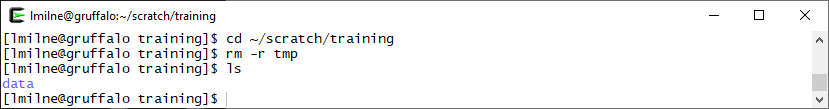 lmilne@gruffalo:~/scratch/training
[lmilne@gruffalo training]$ cd ~/scratch/training
[lmilne@gruffalo training]$ rm -r tmp
[lmilne@gruffalo training]$ ls
data
[lmilne@gruffalo training]$